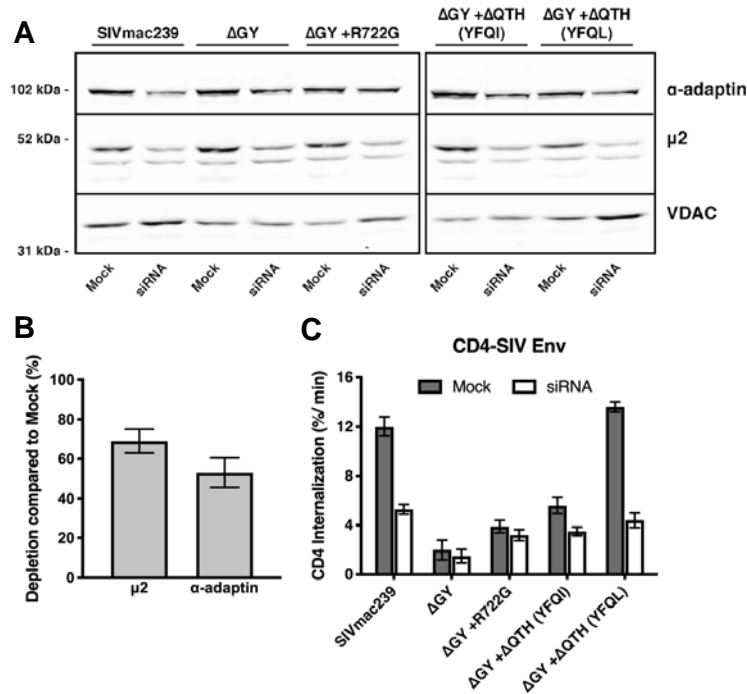 A
SIVmac239 ΔGY ΔGY +R722G ΔGY +ΔQTH (YFQI) ΔGY +ΔQTH (YFQL)
102 kDa - α-adaptin
52 kDa - μ2
VDAC
31 kDa -
Mock siRNA Mock siRNA Mock siRNA Mock siRNA Mock siRNA
B
Depletion compared to Mock (%)
100
80
60
40
20
0
μ2 α-adaptin
C
CD4-SIV Env
Mock siRNA
CD4 Internalization (%/ min)
16
12
8
4
0
SIVmac239
ΔGY
ΔGY +R722G
ΔGY +ΔQTH (YFQI)
ΔGY +ΔQTH (YFQL)